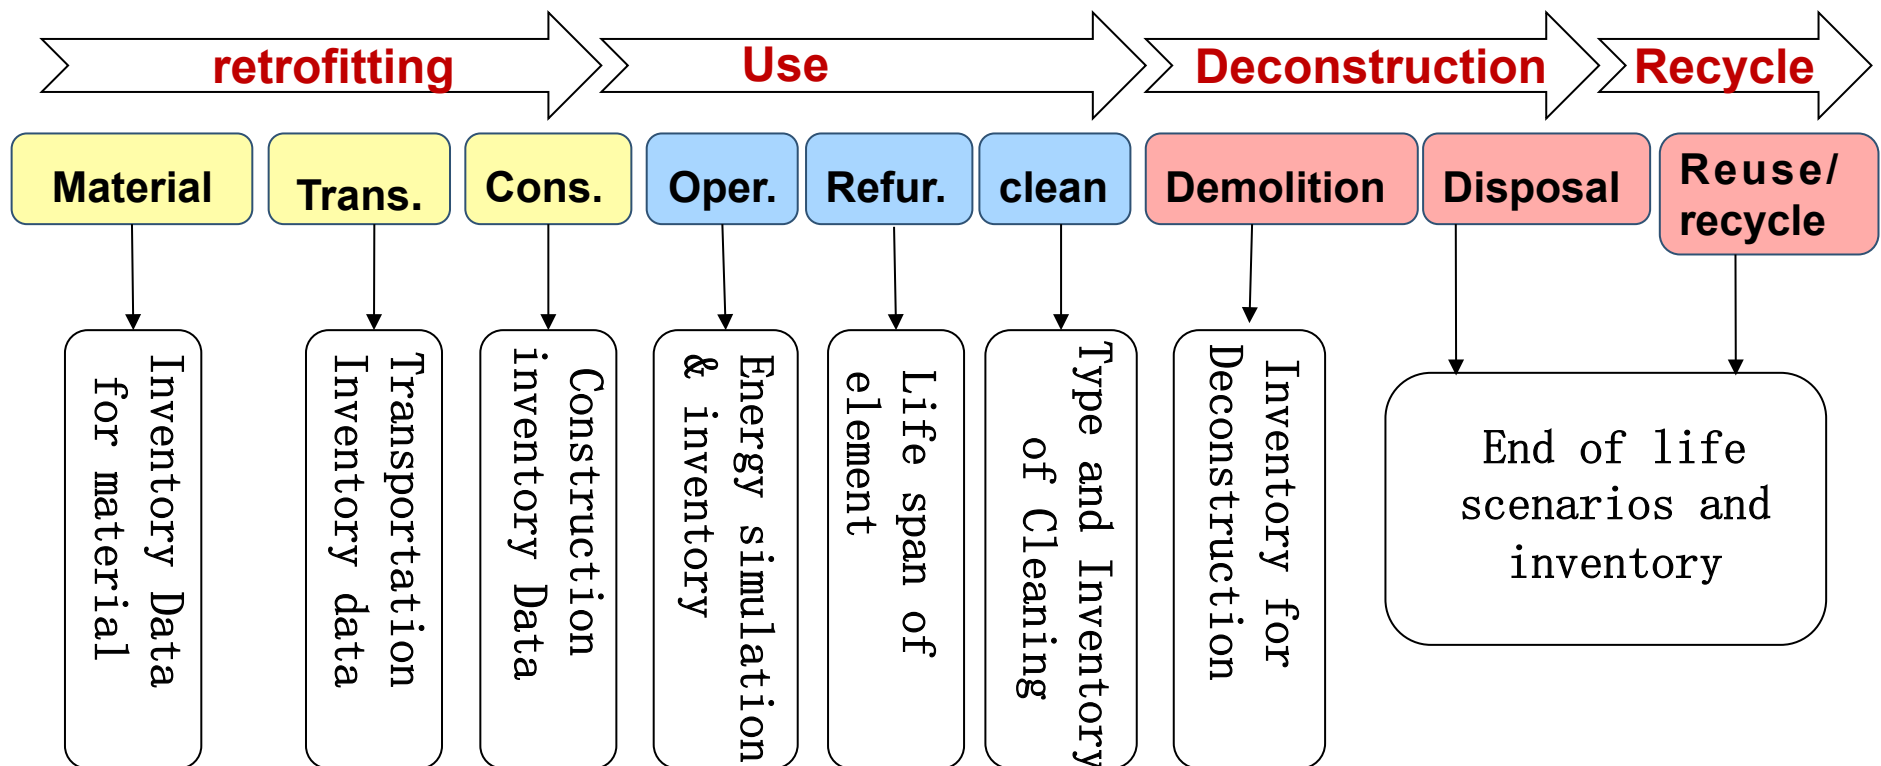 retrofitting
Use
Deconstruction
Recycle
Material
Trans.
Cons.
Oper.
Refur.
clean
Demolition
Disposal
Reuse/
recycle
Inventory Data
for material
Transportation
Inventory data
Construction
inventory Data
Energy simulation
& inventory
Life span of
element
Type and Inventory
of Cleaning
Inventory for
Deconstruction
End of life
scenarios and
inventory